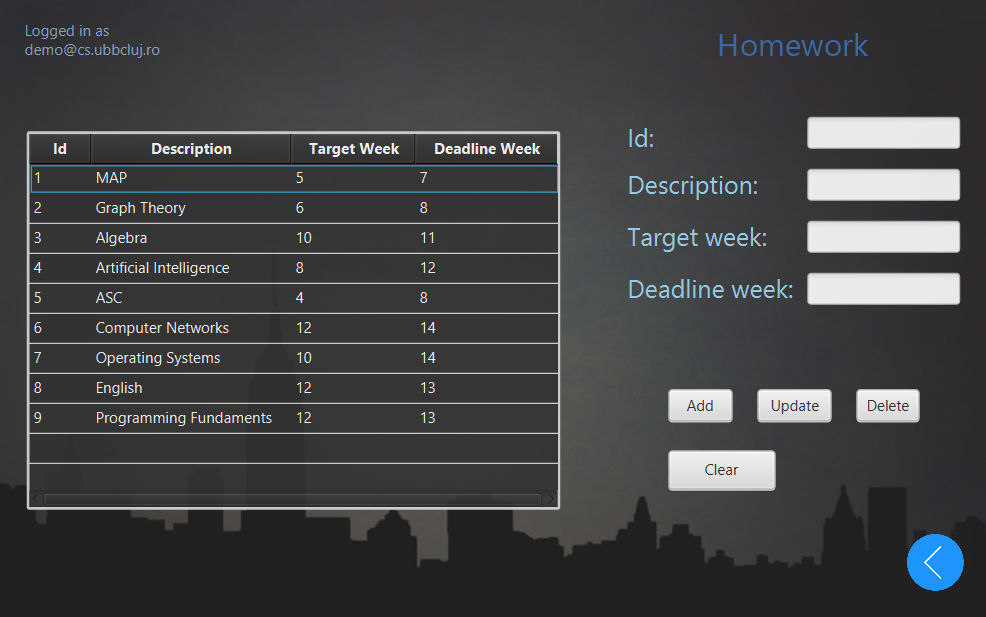 Logged in as
demo@cs.ubbcluj.ro
Homework
Id Description Target Week Deadline Week
1 MAP 5 7
2 Graph Theory 6 8
3 Algebra 10 11
4 Artificial Intelligence 8 12
5 ASC 4 8
6 Computer Networks 12 14
7 Operating Systems 10 14
8 English 12 13
9 Programming Fundaments 12 13
Id:
Description:
Target week:
Deadline week:
Add Update Delete
Clear